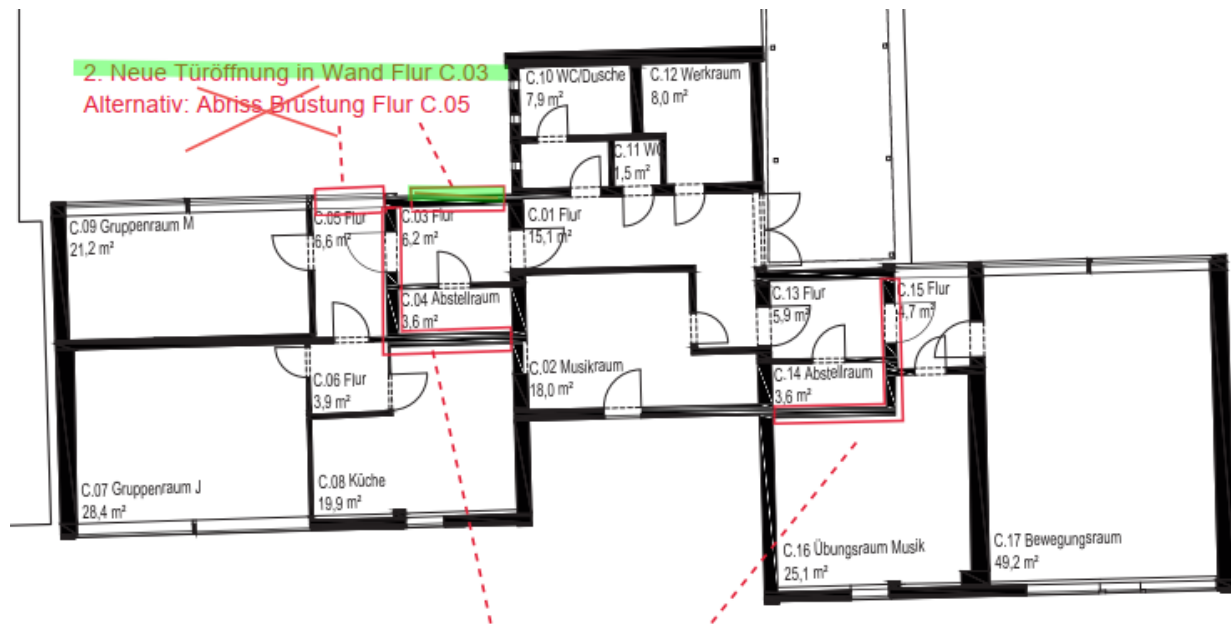 2. Neue Türöffnung in Wand Flur C.03
Alternativ: Abriss Brüstung Flur C.05
C.10 WC/Dusche
7,9 m²
C.12 Werkraum
8,0 m²
C.11 WC
1,5 m²
C.09 Gruppenraum M
21,2 m²
C.05 Flur
6,6 m²
C.03 Flur
6,2 m²
C.01 Flur
15,1 m²
C.04 Abstellraum
3,6 m²
C.13 Flur
5,9 m²
C.15 Flur
4,7 m²
C.06 Flur
3,9 m²
C.02 Musikraum
18,0 m²
C.14 Abstellraum
3,6 m²
C.07 Gruppenraum J
28,4 m²
C.08 Küche
19,9 m²
C.16 Übungsraum Musik
25,1 m²
C.17 Bewegungsraum
49,2 m²